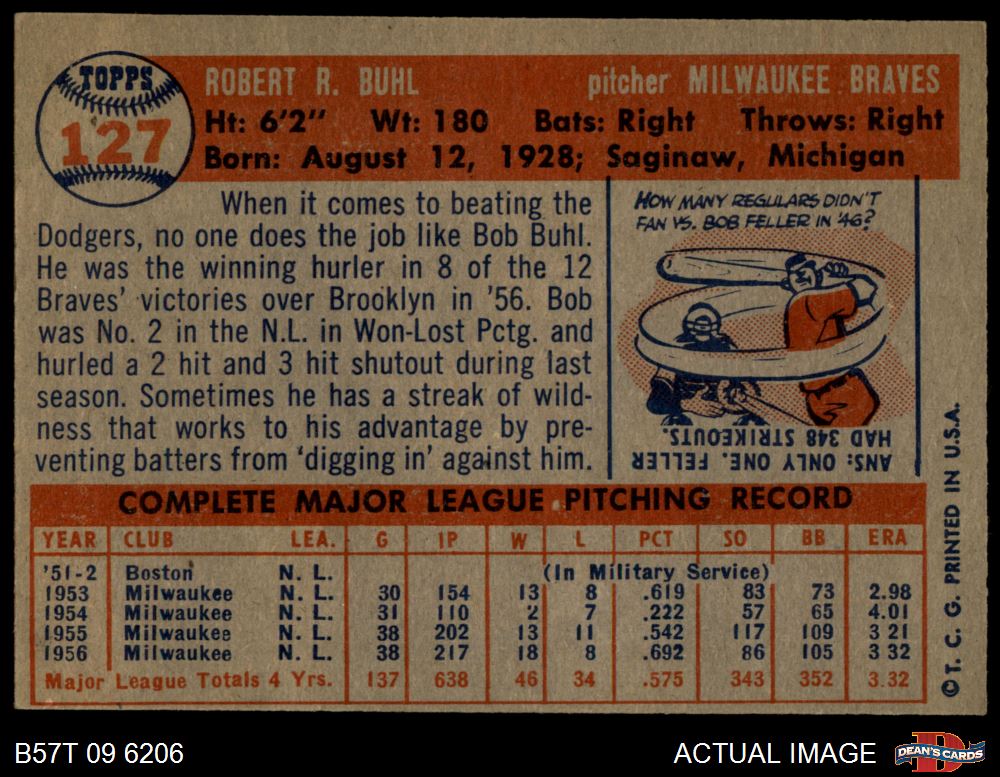 TOPPS
127
ROBERT R. BUHL pitcher MILWAUKEE BRAVES
Ht: 6'2" Wt: 180 Bats: Right Throws: Right
Born: August 12, 1928; Saginaw, Michigan
When it comes to beating the
Dodgers, no one does the job like Bob Buhl.
He was the winning hurler in 8 of the 12
Braves' victories over Brooklyn in '56. Bob
was No. 2 in the N.L. in Won-Lost Pctg. and
hurled a 2 hit and 3 hit shutout during last
season. Sometimes he has a streak of wild-
ness that works to his advantage by pre-
venting batters from 'digging in' against him.
HOW MANY REGULARS DIDN'T
FAN VS. BOB FELLER IN '46?
ANS: ONLY ONE. FELLER
HAD 348 STRIKEOUTS.
COMPLETE MAJOR LEAGUE PITCHING RECORD
YEAR CLUB LEA. G IP W L PCT SO BB ERA
'51-2 Boston N. L. (In Military Service)
1953 Milwaukee N. L. 30 154 13 8 .619 83 73 2.98
1954 Milwaukee N. L. 31 110 2 7 .222 57 65 4.01
1955 Milwaukee N. L. 38 202 13 11 .542 117 109 3 21
1956 Milwaukee N. L. 38 217 18 8 .692 86 105 3 32
Major League Totals 4 Yrs. 137 638 46 34 .575 343 352 3.32
© T. C. G. PRINTED IN U.S.A.
B57T 09 6206
ACTUAL IMAGE
D
DEAN'S CARDS